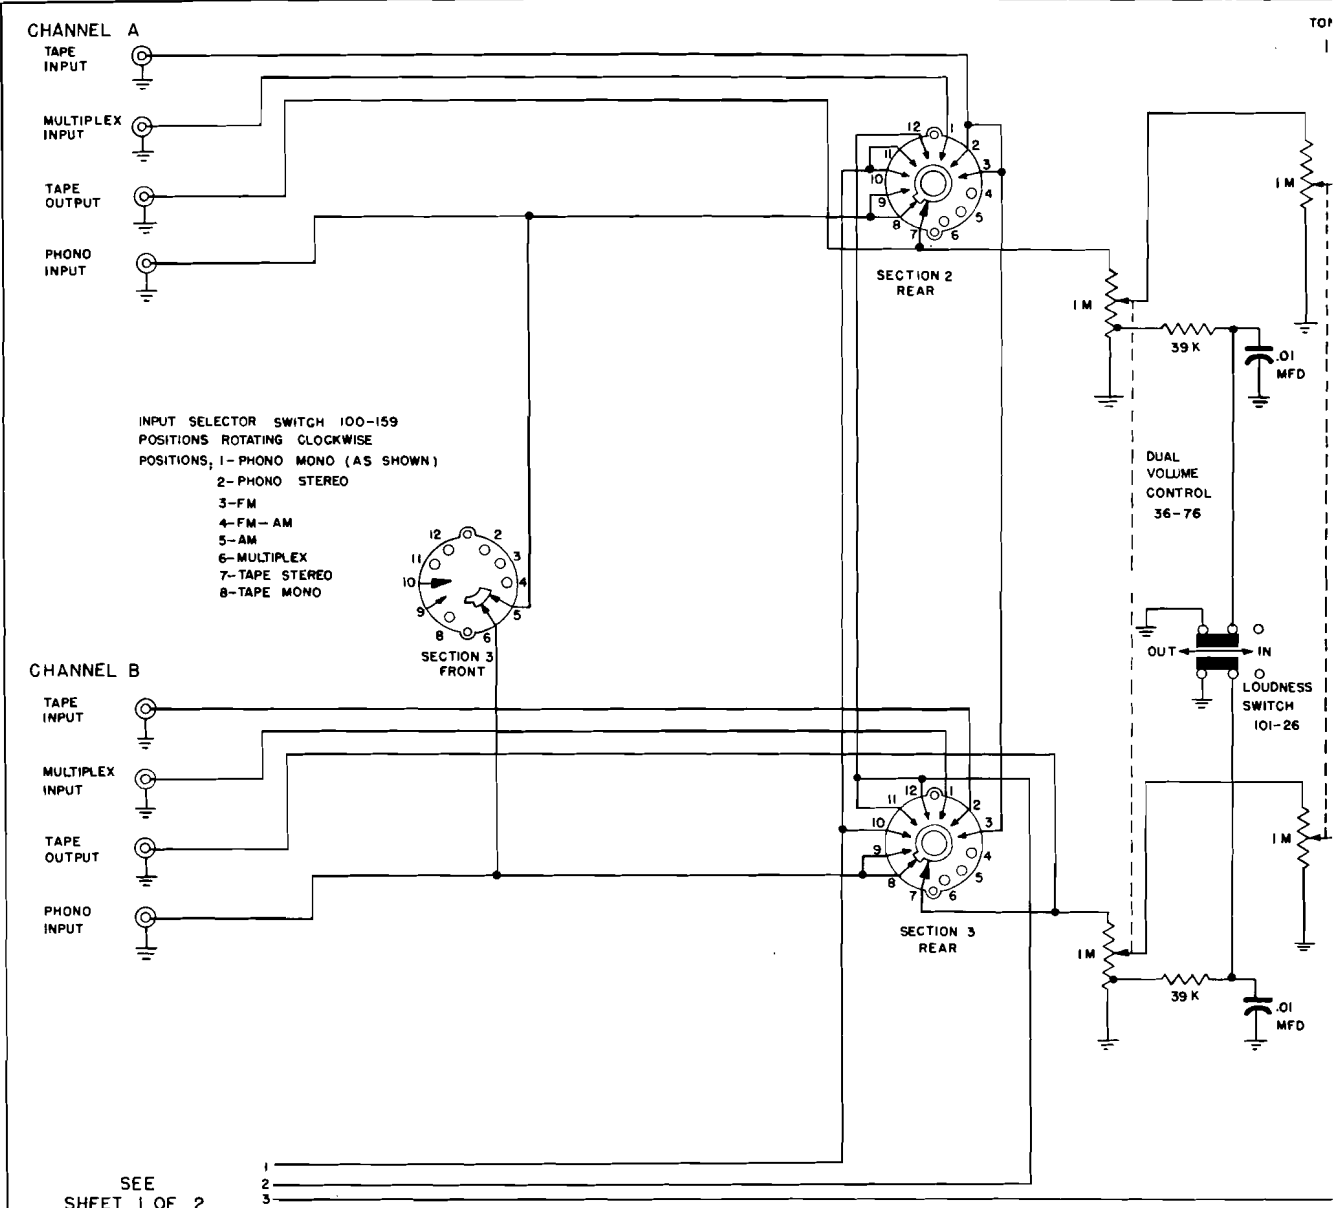 CHANNEL A
TAPE
INPUT
MULTIPLEX
INPUT
TAPE
OUTPUT
PHONO
INPUT
12
1
2
3
4
5
6
7
8
9
10
11
SECTION 2
REAR
1 M
1 M
39 K
.01
MFD
INPUT SELECTOR SWITCH 100-159
POSITIONS ROTATING CLOCKWISE
POSITIONS; 1-PHONO MONO (AS SHOWN)
2-PHONO STEREO
3-FM
4-FM-AM
5-AM
6-MULTIPLEX
7-TAPE STEREO
8-TAPE MONO
12
2
3
4
5
6
8
9
10
11
SECTION 3
FRONT
DUAL
VOLUME
CONTROL
36-76
OUT
IN
LOUDNESS
SWITCH
101-26
CHANNEL B
TAPE
INPUT
MULTIPLEX
INPUT
TAPE
OUTPUT
PHONO
INPUT
12
1
2
3
4
5
6
7
8
9
10
11
SECTION 3
REAR
1 M
1 M
39 K
.01
MFD
SEE
SHEET 1 OF 2
1
2
3